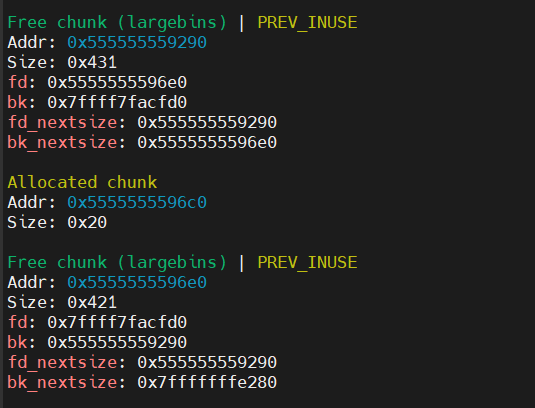 Free chunk (largebins) | PREV_INUSE
Addr: 0x555555559290
Size: 0x431
fd: 0x5555555596e0
bk: 0x7ffff7facfd0
fd_nextsize: 0x555555559290
bk_nextsize: 0x5555555596e0
Allocated chunk
Addr: 0x5555555596c0
Size: 0x20
Free chunk (largebins) | PREV_INUSE
Addr: 0x5555555596e0
Size: 0x421
fd: 0x7ffff7facfd0
bk: 0x555555559290
fd_nextsize: 0x555555559290
bk_nextsize: 0x7fffffffe280